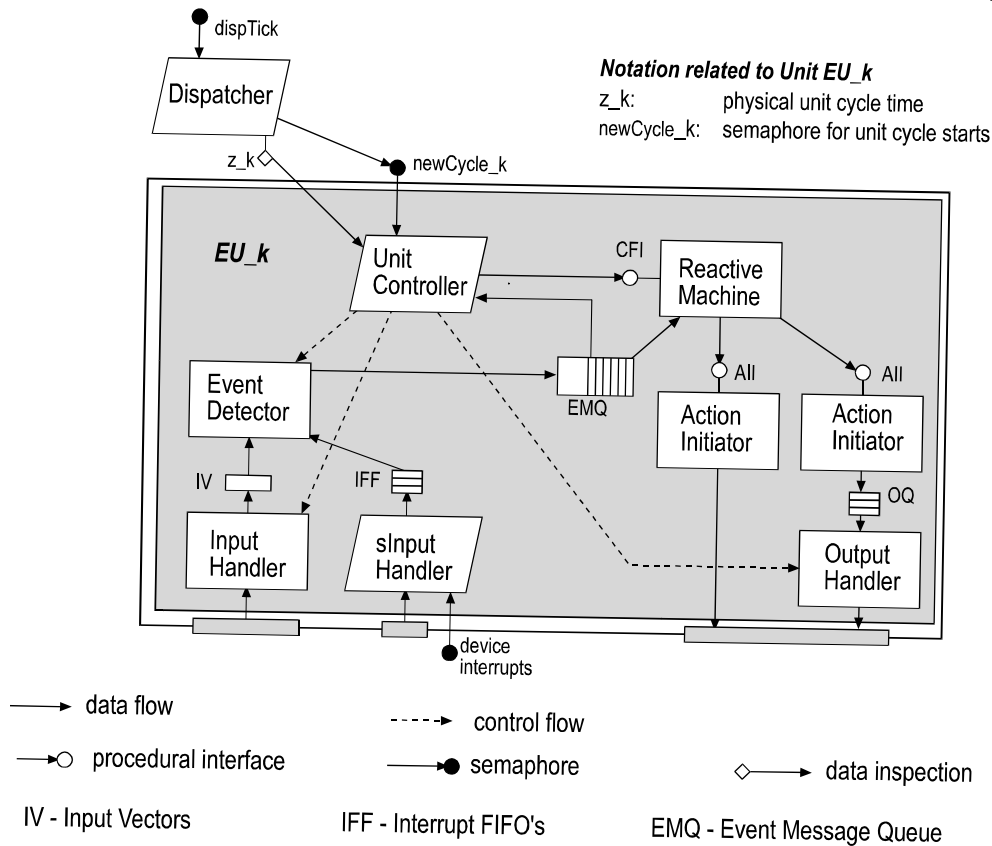 dispTick
Dispatcher
Notation related to Unit EU_k
z_k: physical unit cycle time
newCycle_k: semaphore for unit cycle starts
z_k
newCycle_k
EU_k
Unit
Controller
CFI
Reactive
Machine
Event
Detector
EMQ
AII
AII
Action
Initiator
Action
Initiator
IV
IFF
OQ
Input
Handler
sInput
Handler
Output
Handler
device
interrupts
data flow
control flow
procedural interface
semaphore
data inspection
IV - Input Vectors
IFF - Interrupt FIFO's
EMQ - Event Message Queue